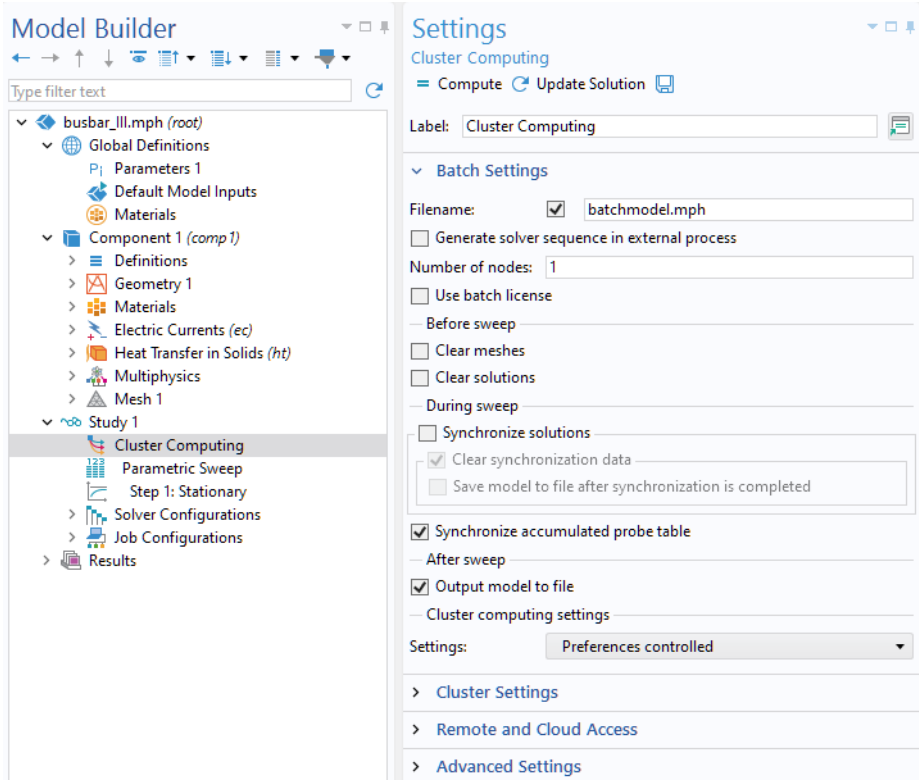 Model Builder
Type filter text
busbar_III.mph (root)
Global Definitions
Pi Parameters 1
Default Model Inputs
Materials
Component 1 (comp1)
Definitions
Geometry 1
Materials
Electric Currents (ec)
Heat Transfer in Solids (ht)
Multiphysics
Mesh 1
Study 1
Cluster Computing
123
Parametric Sweep
Step 1: Stationary
Solver Configurations
Job Configurations
Results
Settings
Cluster Computing
= Compute Update Solution
Label: Cluster Computing
Batch Settings
Filename: batchmodel.mph
Generate solver sequence in external process
Number of nodes: 1
Use batch license
Before sweep
Clear meshes
Clear solutions
During sweep
Synchronize solutions
Clear synchronization data
Save model to file after synchronization is completed
Synchronize accumulated probe table
After sweep
Output model to file
Cluster computing settings
Settings: Preferences controlled
Cluster Settings
Remote and Cloud Access
Advanced Settings